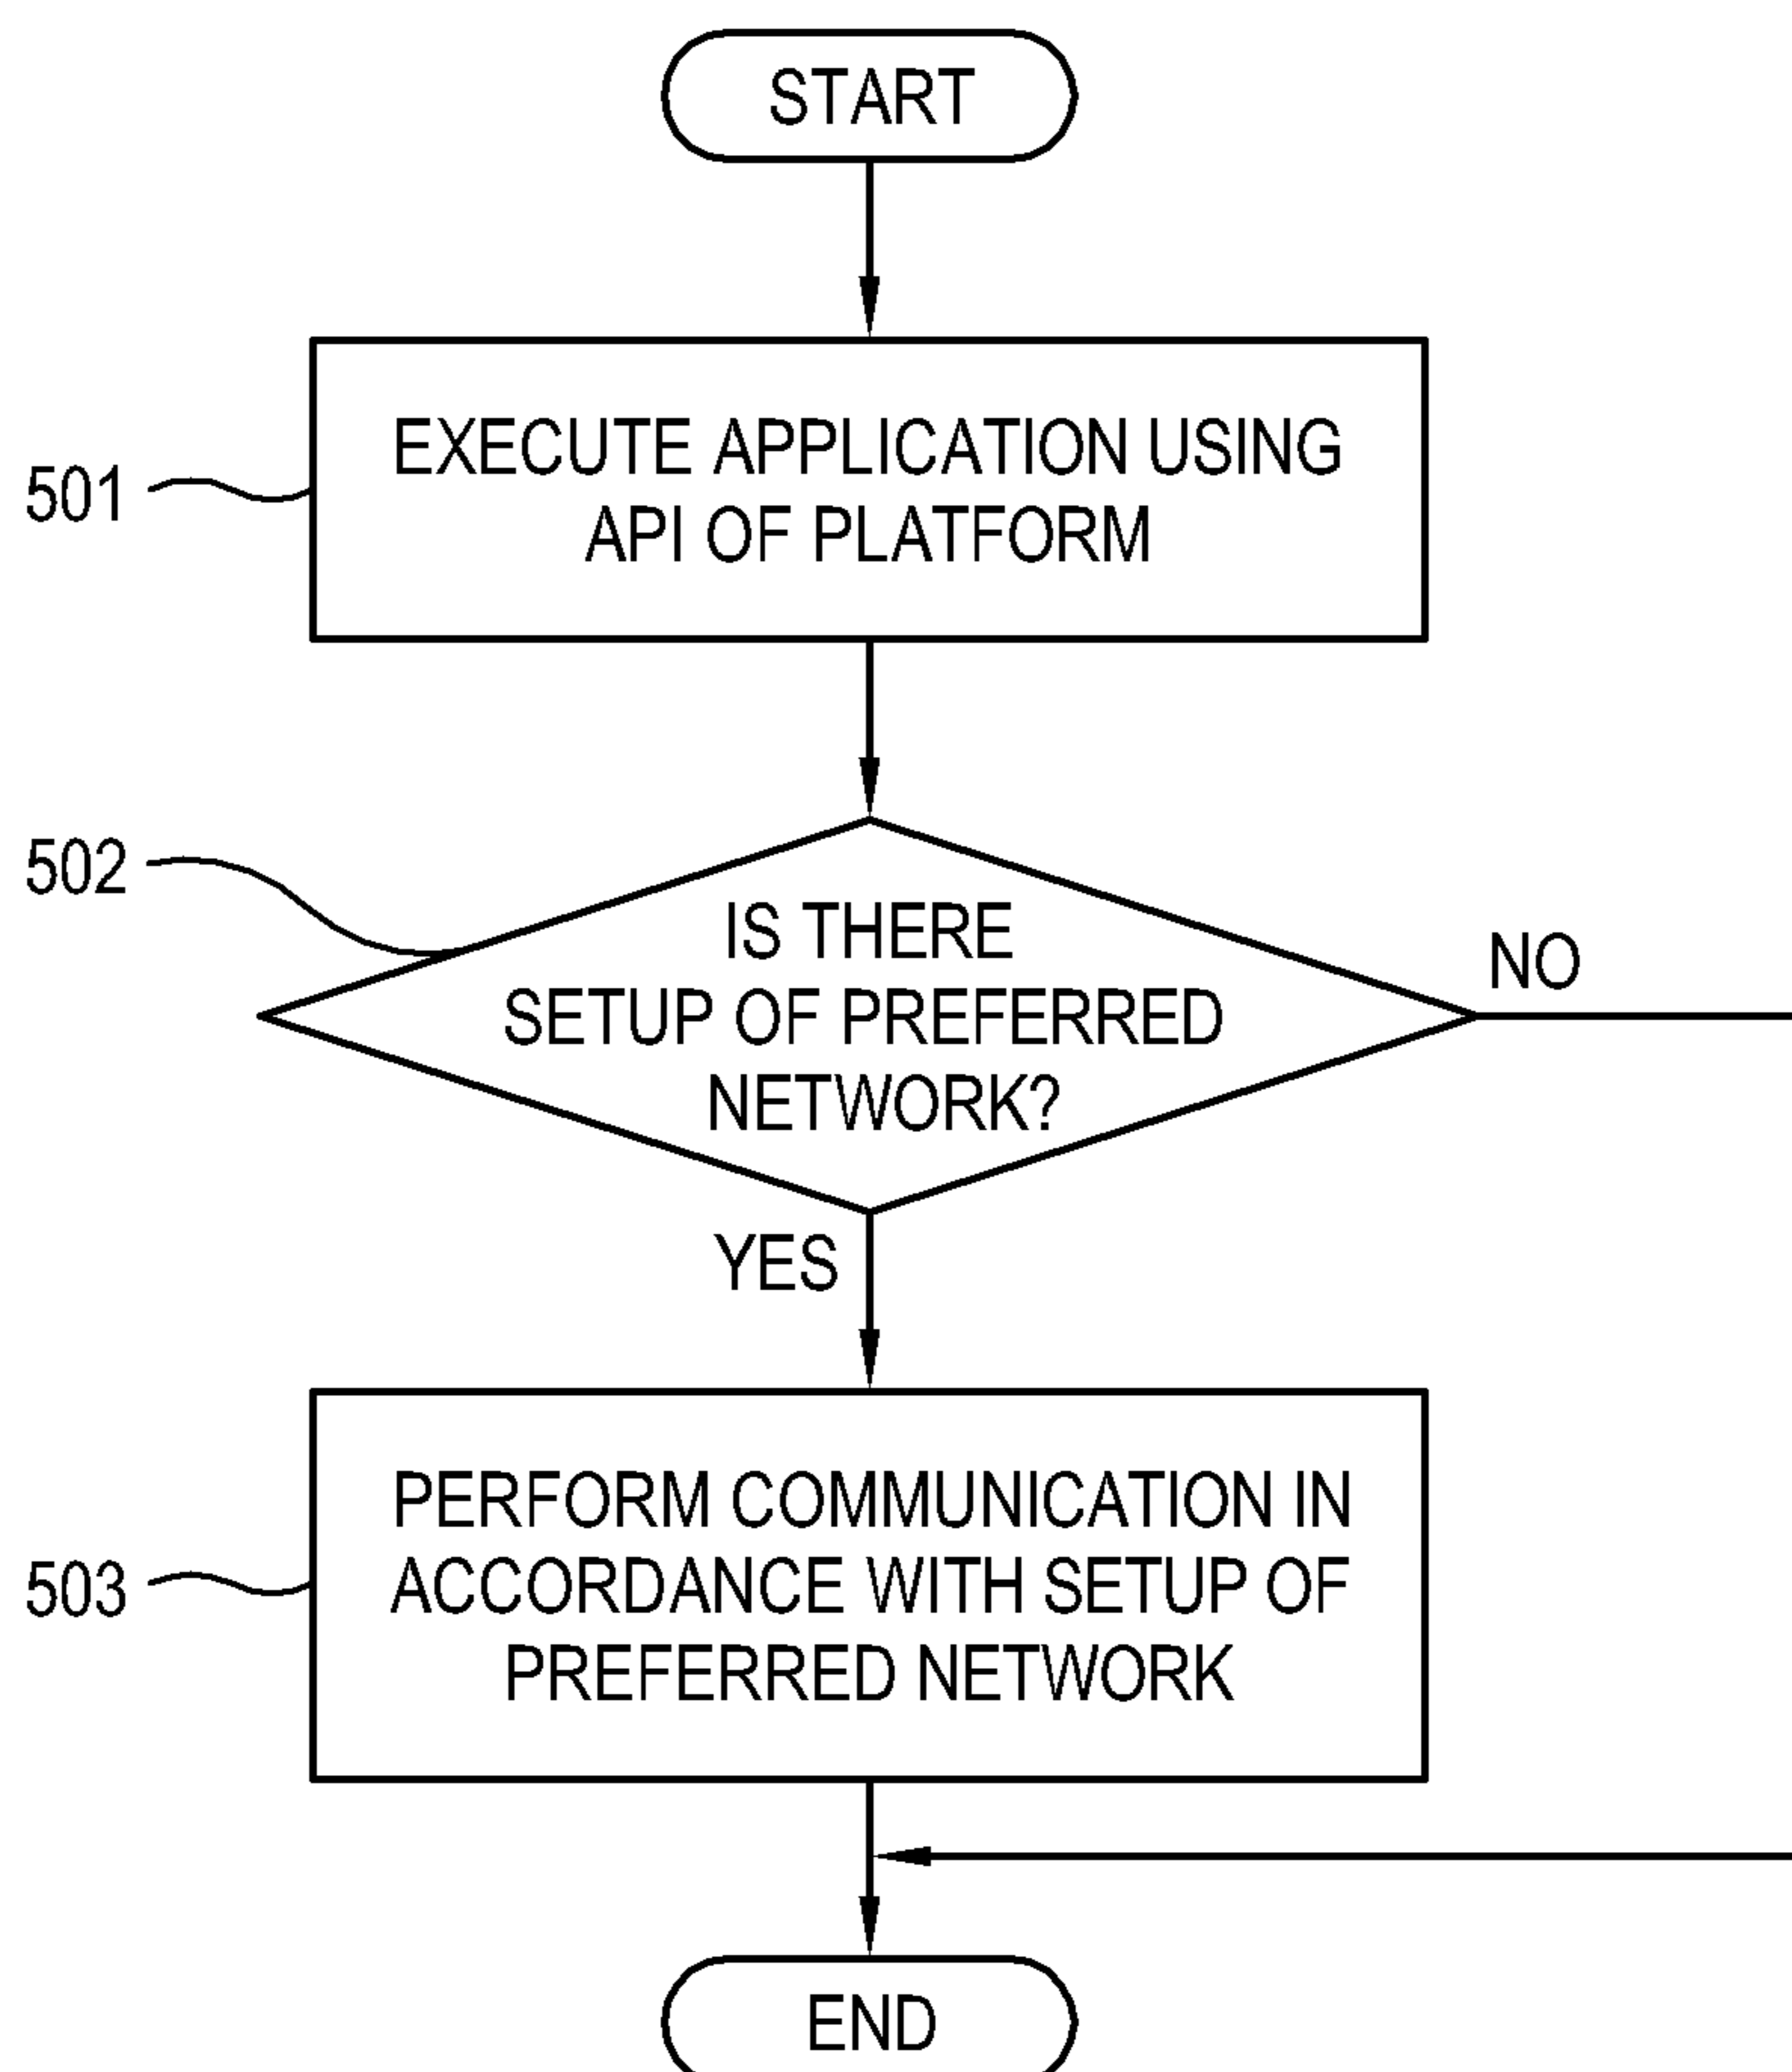 START
EXECUTE APPLICATION USING
API OF PLATFORM
501
502
IS THERE
SETUP OF PREFERRED
NETWORK?
NO
YES
PERFORM COMMUNICATION IN
ACCORDANCE WITH SETUP OF
PREFERRED NETWORK
503
END